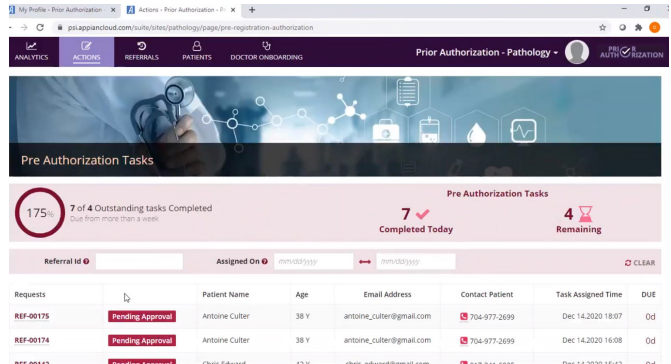 My Profile - Prior Authorization
Actions - Prior Authorization - Pr
psi.appiancloud.com/suite/sites/pathology/page/pre-registration-authorization
ANALYTICS ACTIONS REFERRALS PATIENTS DOCTOR ONBOARDING Prior Authorization - Pathology
PRIOR AUTHORIZATION
Pre Authorization Tasks
175% 7 of 4 Outstanding tasks Completed
Due from more than a week
Pre Authorization Tasks
7 4
Completed Today Remaining
Referral Id Assigned On mm/dd/yyyy mm/dd/yyyy CLEAR
Requests Patient Name Age Email Address Contact Patient Task Assigned Time DUE
REF-00175 Pending Approval Antoine Culter 38 Y antoine_culter@gmail.com 704-977-2699 Dec 14,2020 18:07 0d
REF-00174 Pending Approval Antoine Culter 38 Y antoine_culter@gmail.com 704-977-2699 Dec 14,2020 16:08 0d
Pending Approval Chris Edward